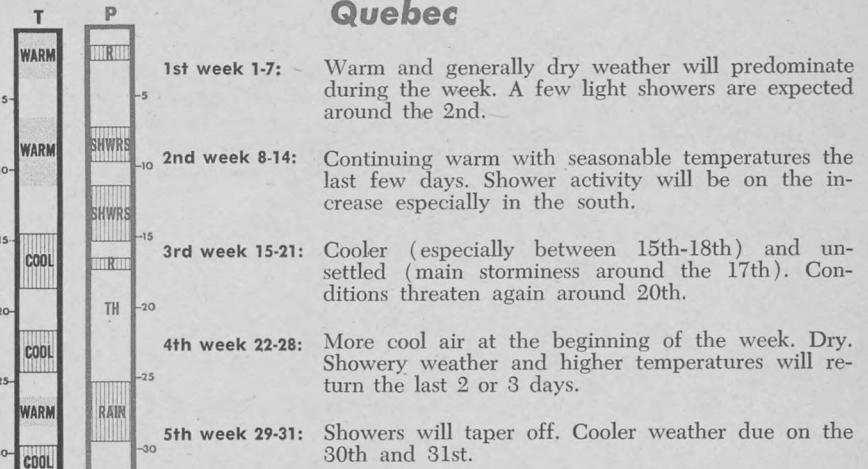 T
P
Quebec
WARM
R
5
-5
WARM
SHWRS
-10
SHWRS
15
-15
COOL
R
TH
-20
COOL
25
-25
WARM
RAIN
-30
COOL
1st week 1-7: Warm and generally dry weather will predominate
during the week. A few light showers are expected
around the 2nd.
2nd week 8-14: Continuing warm with seasonable temperatures the
last few days. Shower activity will be on the in-
crease especially in the south.
3rd week 15-21: Cooler (especially between 15th-18th) and un-
settled (main storminess around the 17th). Con-
ditions threaten again around 20th.
4th week 22-28: More cool air at the beginning of the week. Dry.
Showery weather and higher temperatures will re-
turn the last 2 or 3 days.
5th week 29-31: Showers will taper off. Cooler weather due on the
30th and 31st.